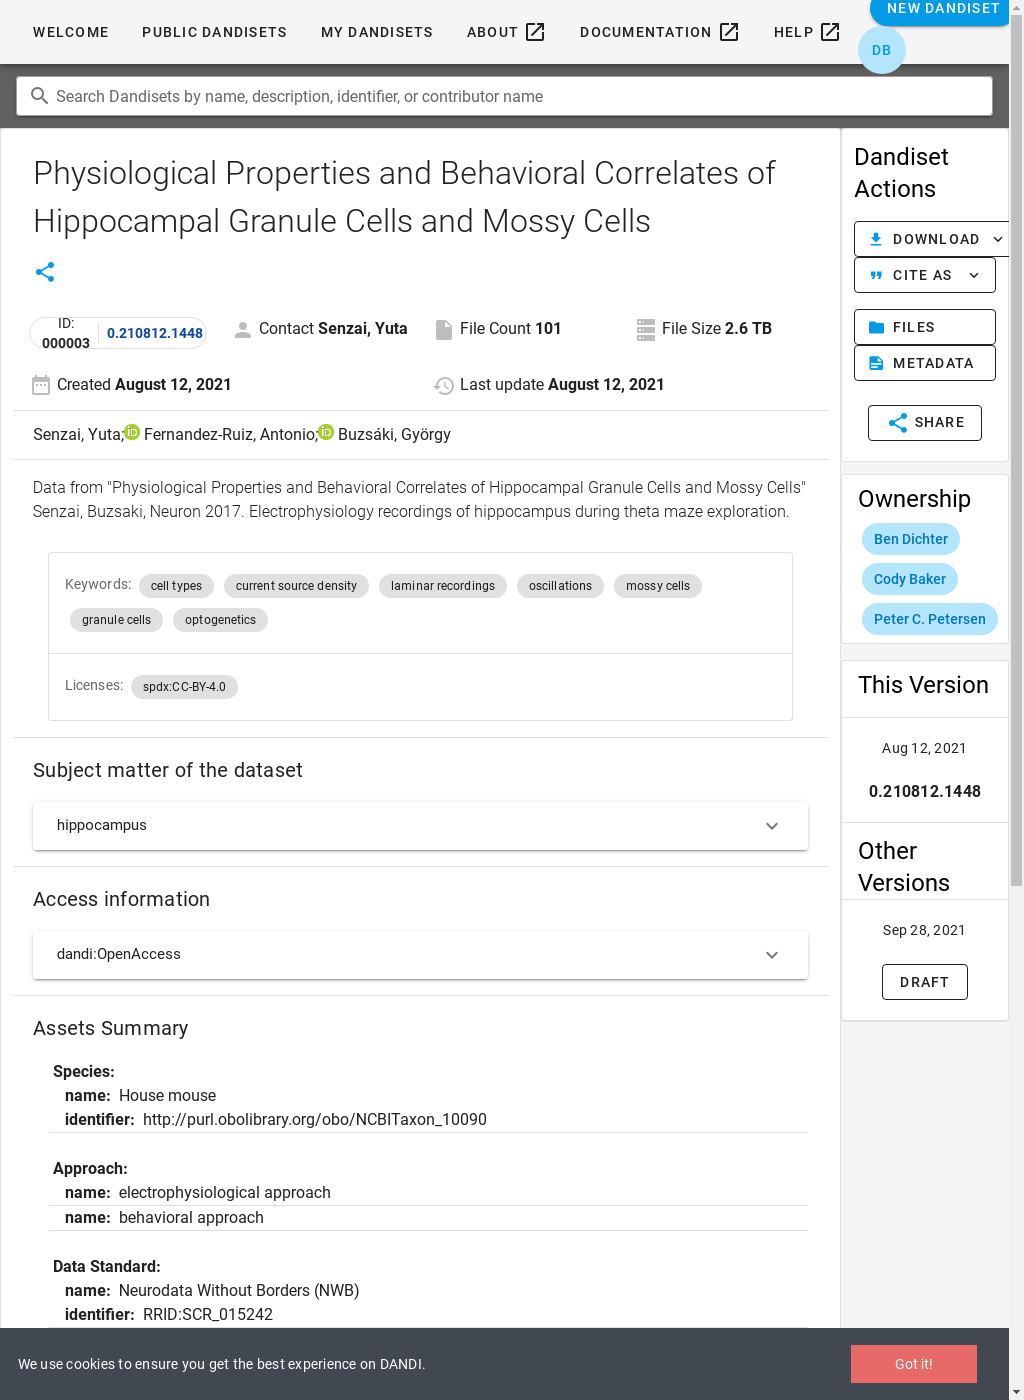 WELCOME
PUBLIC DANDISETS
MY DANDISETS
ABOUT
DOCUMENTATION
HELP
NEW DANDISET
DB
Search Dandisets by name, description, identifier, or contributor name
Physiological Properties and Behavioral Correlates of
Hippocampal Granule Cells and Mossy Cells
ID:
000003
0.210812.1448
Contact Senzai, Yuta
File Count 101
File Size 2.6 TB
Created August 12, 2021
Last update August 12, 2021
Senzai, Yuta; Fernandez-Ruiz, Antonio; Buzsáki, György
Data from "Physiological Properties and Behavioral Correlates of Hippocampal Granule Cells and Mossy Cells"
Senzai, Buzsaki, Neuron 2017. Electrophysiology recordings of hippocampus during theta maze exploration.
Keywords: cell types current source density laminar recordings oscillations mossy cells
granule cells optogenetics
Licenses: spdx:CC-BY-4.0
Subject matter of the dataset
hippocampus
Access information
dandi:OpenAccess
Assets Summary
Species:
name: House mouse
identifier: http://purl.obolibrary.org/obo/NCBITaxon_10090
Approach:
name: electrophysiological approach
name: behavioral approach
Data Standard:
name: Neurodata Without Borders (NWB)
identifier: RRID:SCR_015242
Dandiset
Actions
DOWNLOAD
CITE AS
FILES
METADATA
SHARE
Ownership
Ben Dichter
Cody Baker
Peter C. Petersen
This Version
Aug 12, 2021
0.210812.1448
Other
Versions
Sep 28, 2021
DRAFT
We use cookies to ensure you get the best experience on DANDI.
Got it!